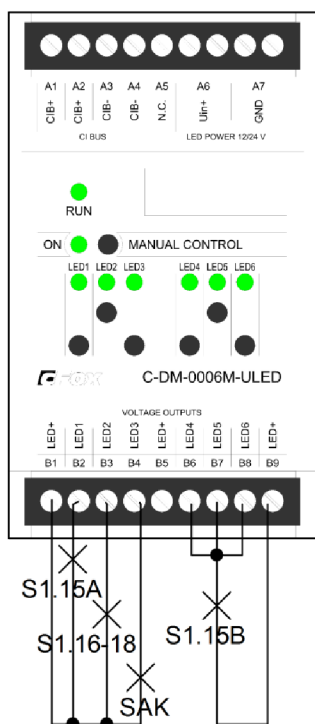 A1 A2 A3 A4 A5 A6 A7
CIB+ CIB+ CIB- CIB- N.C. Uin+ GND
CI BUS LED POWER 12/24 V
RUN
ON MANUAL CONTROL
LED1 LED2 LED3 LED4 LED5 LED6
CFOX C-DM-0006M-ULED
VOLTAGE OUTPUTS
LED+ LED1 LED2 LED3 LED+ LED4 LED5 LED6 LED+
B1 B2 B3 B4 B5 B6 B7 B8 B9
S1.15A
S1.16-18 S1.15B
SAK